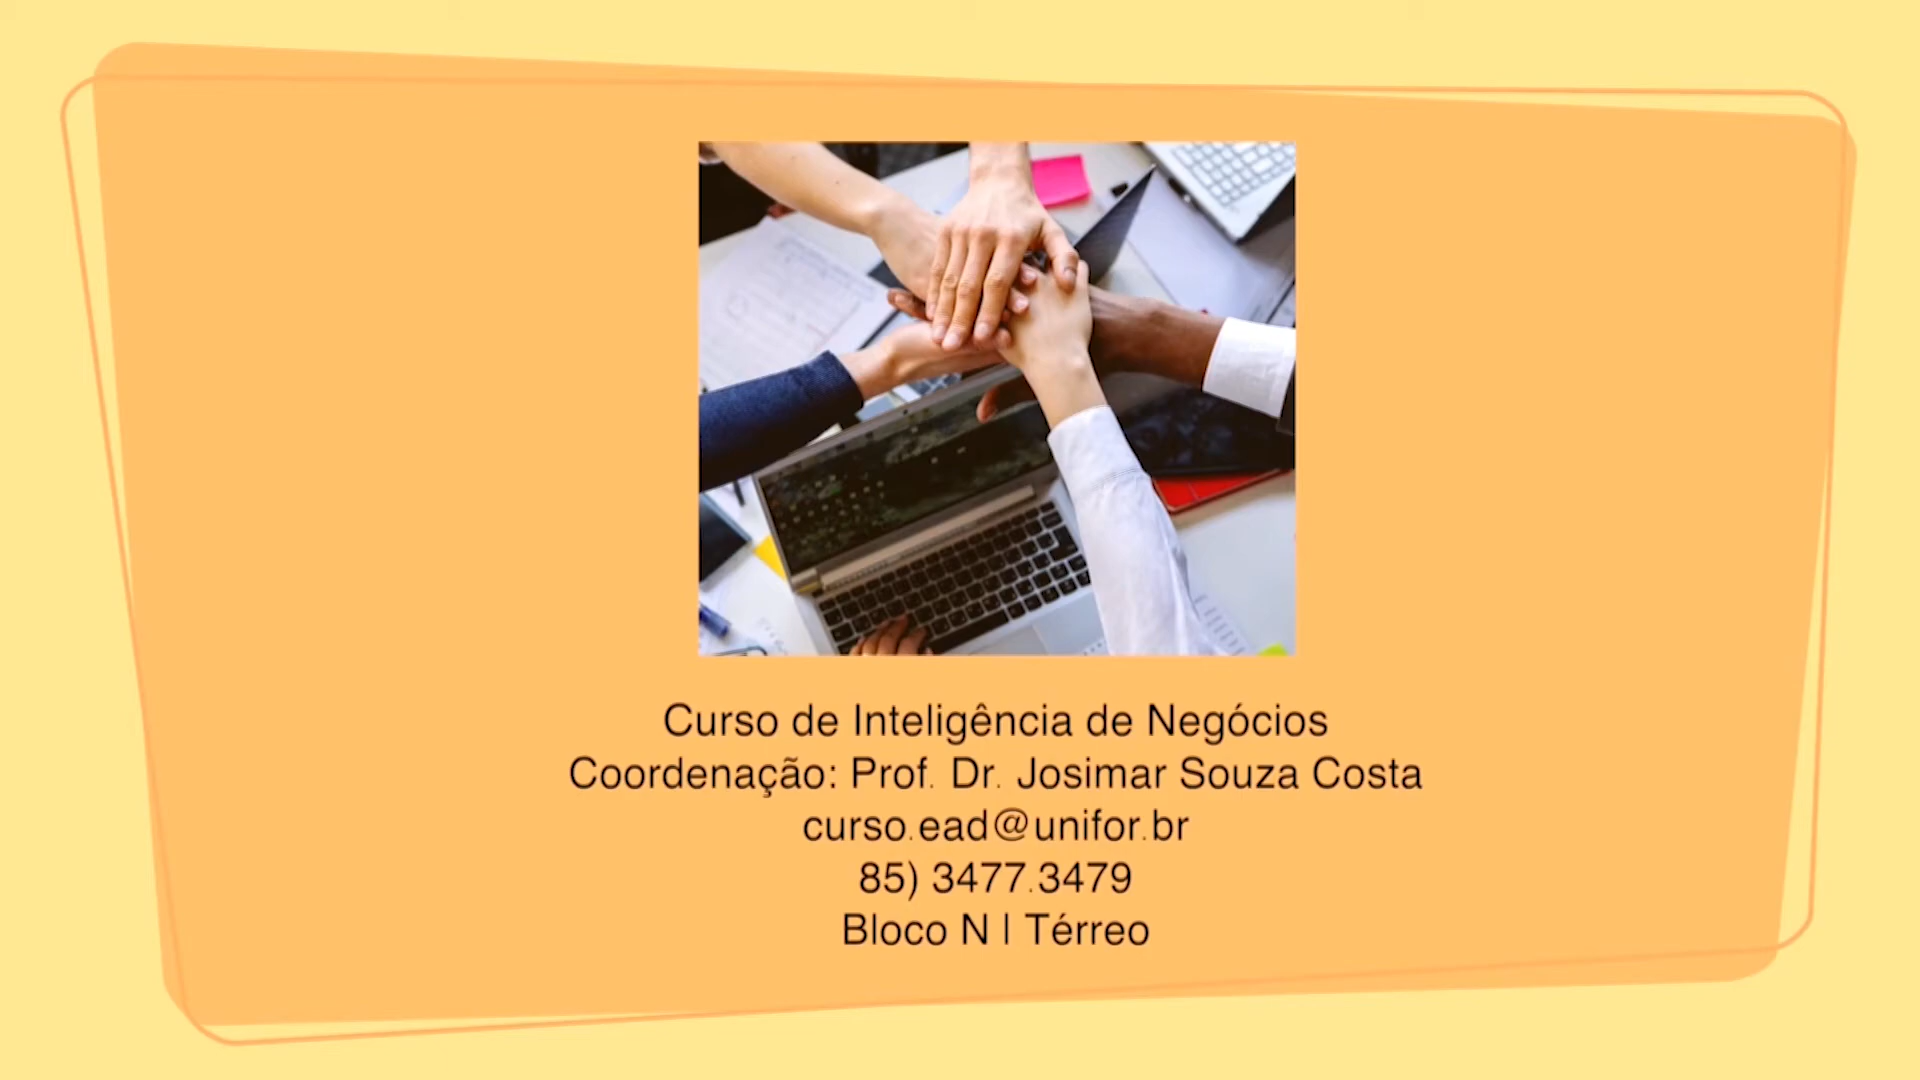 Curso de Inteligência de Negócios
Coordenação: Prof. Dr. Josimar Souza Costa
curso.ead@unifor.br
85) 3477.3479
Bloco N | Térreo